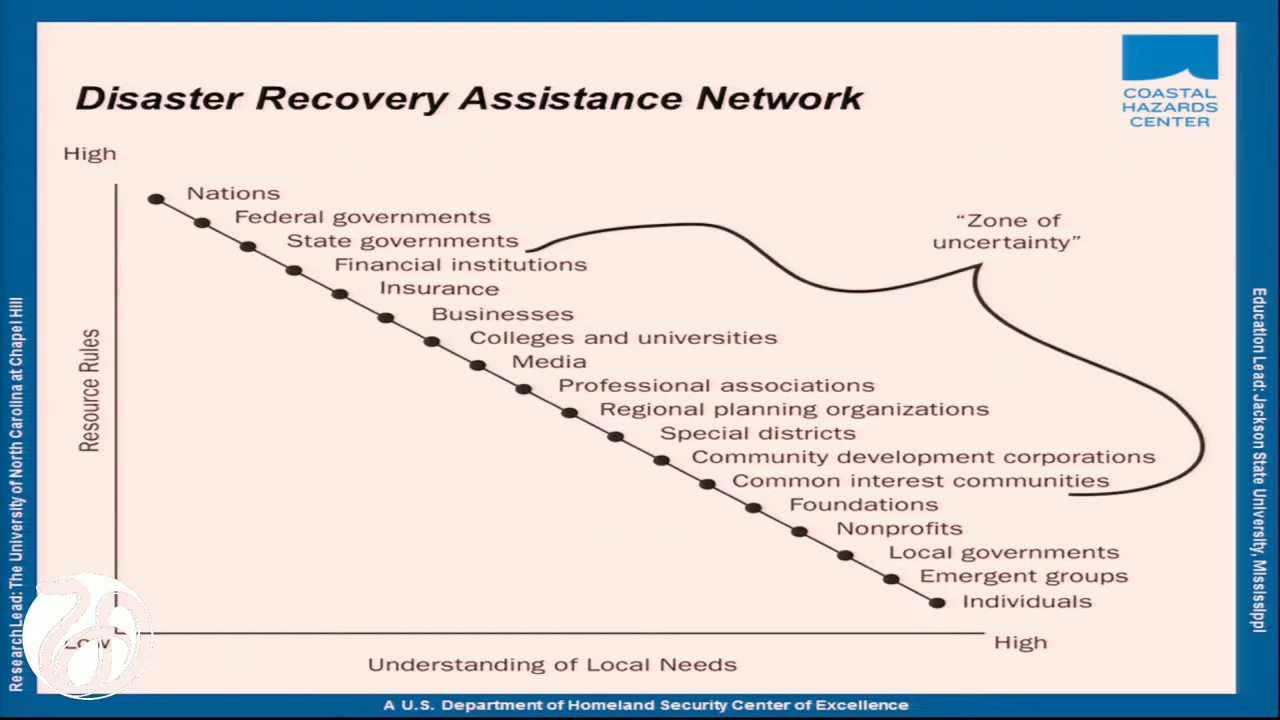 Disaster Recovery Assistance Network
COASTAL
HAZARDS
CENTER
High
Nations
Federal governments
State governments
Financial institutions
Insurance
Businesses
Colleges and universities
Media
Professional associations
Regional planning organizations
Special districts
Community development corporations
Common interest communities
Foundations
Nonprofits
Local governments
Emergent groups
Individuals
“Zone of
uncertainty”
Resource Rules
Low
High
Understanding of Local Needs
Research Lead: The University of North Carolina at Chapel Hill
Education Lead: Jackson State University, Mississippi
A U.S. Department of Homeland Security Center of Excellence